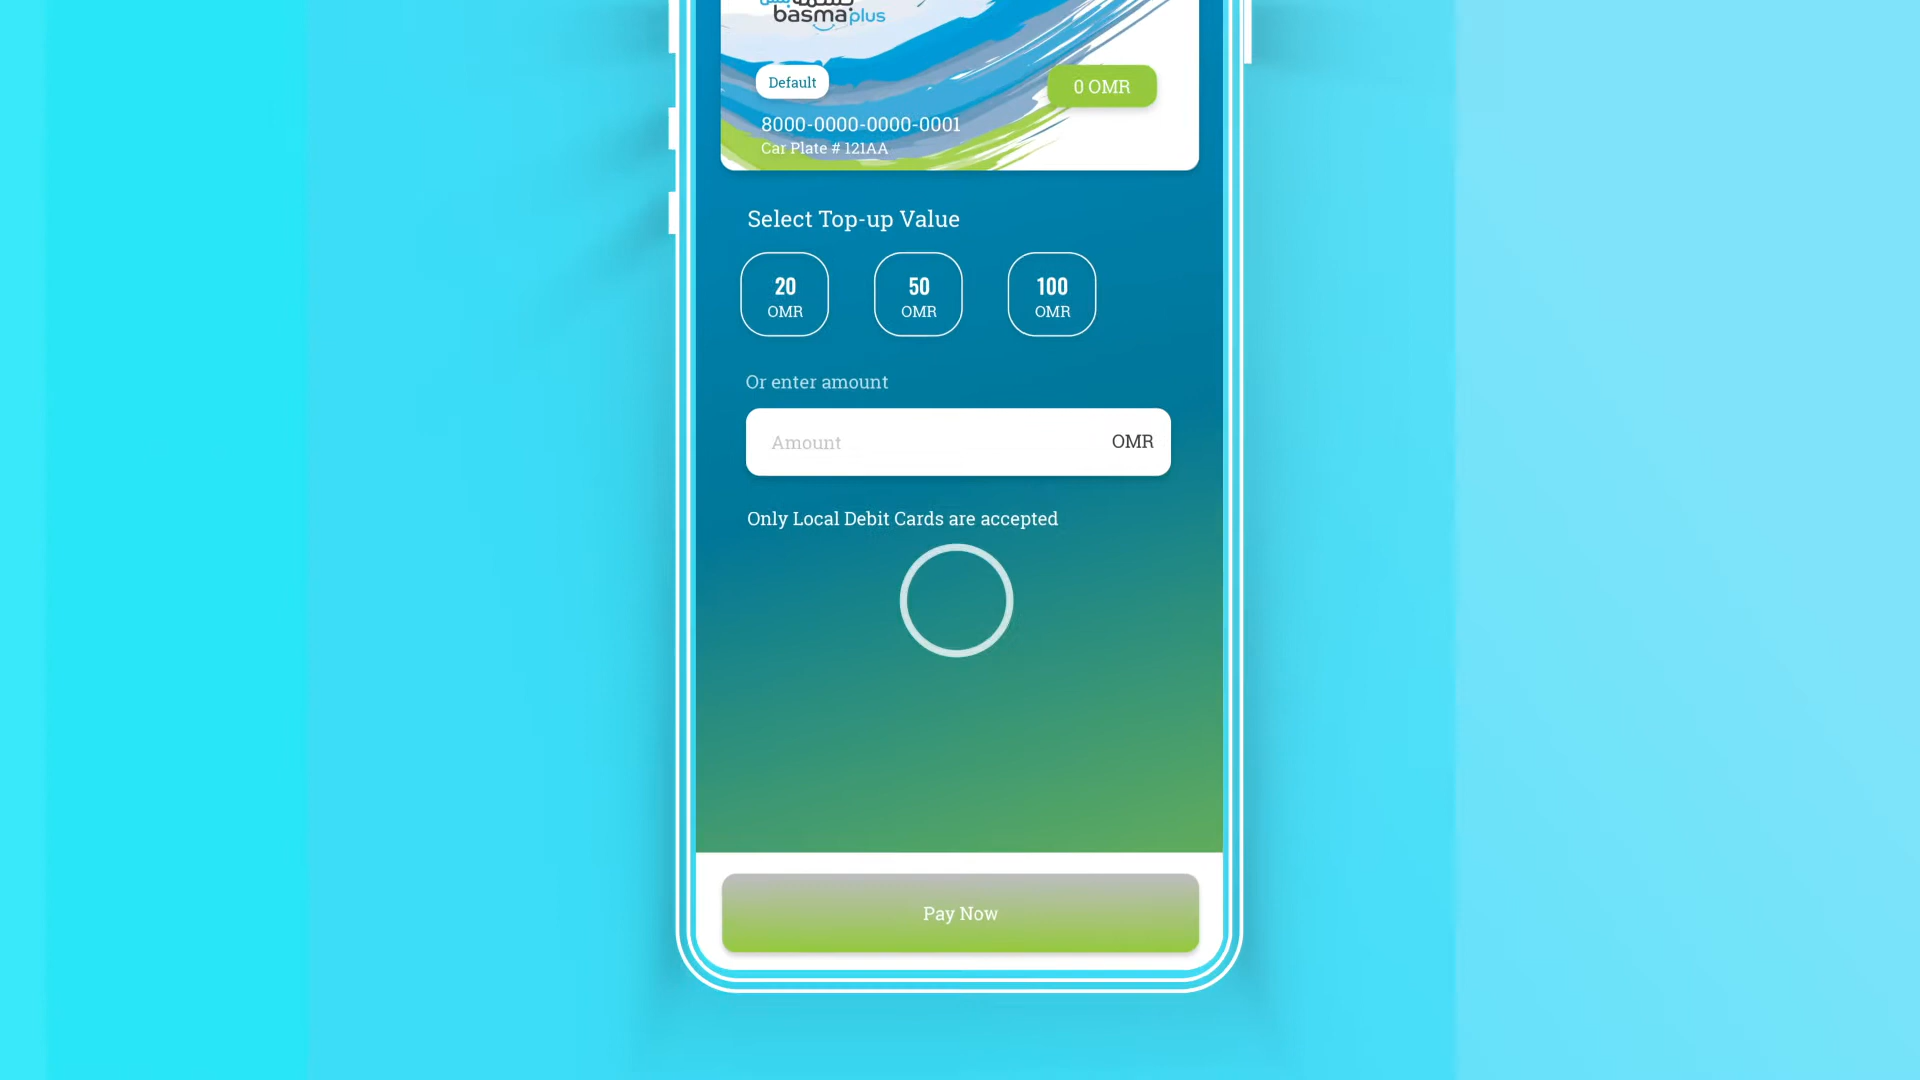 basma plus
Default
0 OMR
8000-0000-0000-0001
Car Plate # 121AA
Select Top-up Value
20
OMR
50
OMR
100
OMR
Or enter amount
Amount
OMR
Only Local Debit Cards are accepted
Pay Now